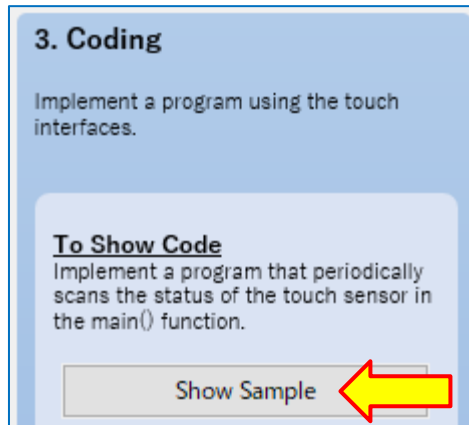 3. Coding
Implement a program using the touch
interfaces.
To Show Code
Implement a program that periodically
scans the status of the touch sensor in
the main() function.
Show Sample